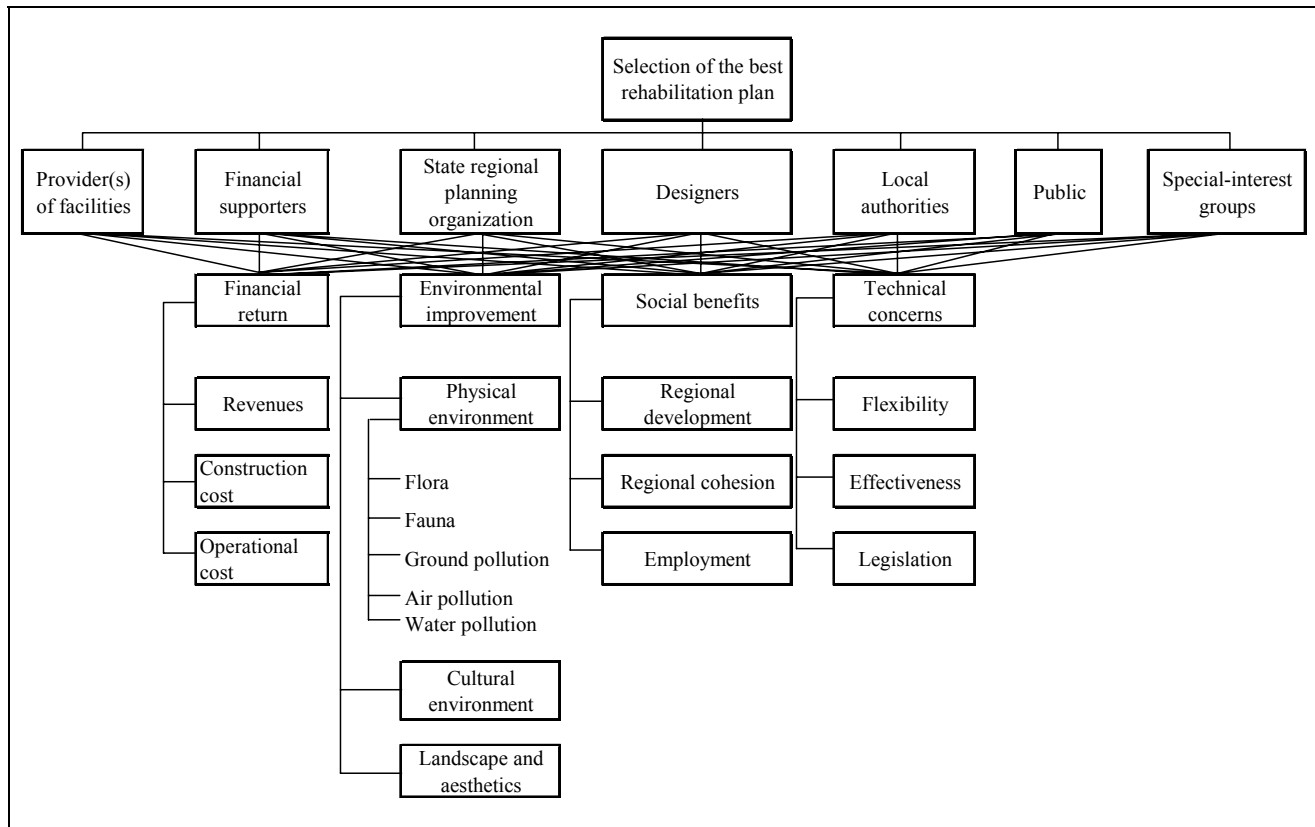 Selection of the best
rehabilitation plan
Provider(s)
of facilities
Financial
supporters
State regional
planning
organization
Designers
Local
authorities
Public
Special-interest
groups
Financial
return
Environmental
improvement
Social benefits
Technical
concerns
Revenues
Construction
cost
Operational
cost
Physical
environment
Flora
Fauna
Ground pollution
Air pollution
Water pollution
Cultural
environment
Landscape and
aesthetics
Regional
development
Regional cohesion
Employment
Flexibility
Effectiveness
Legislation